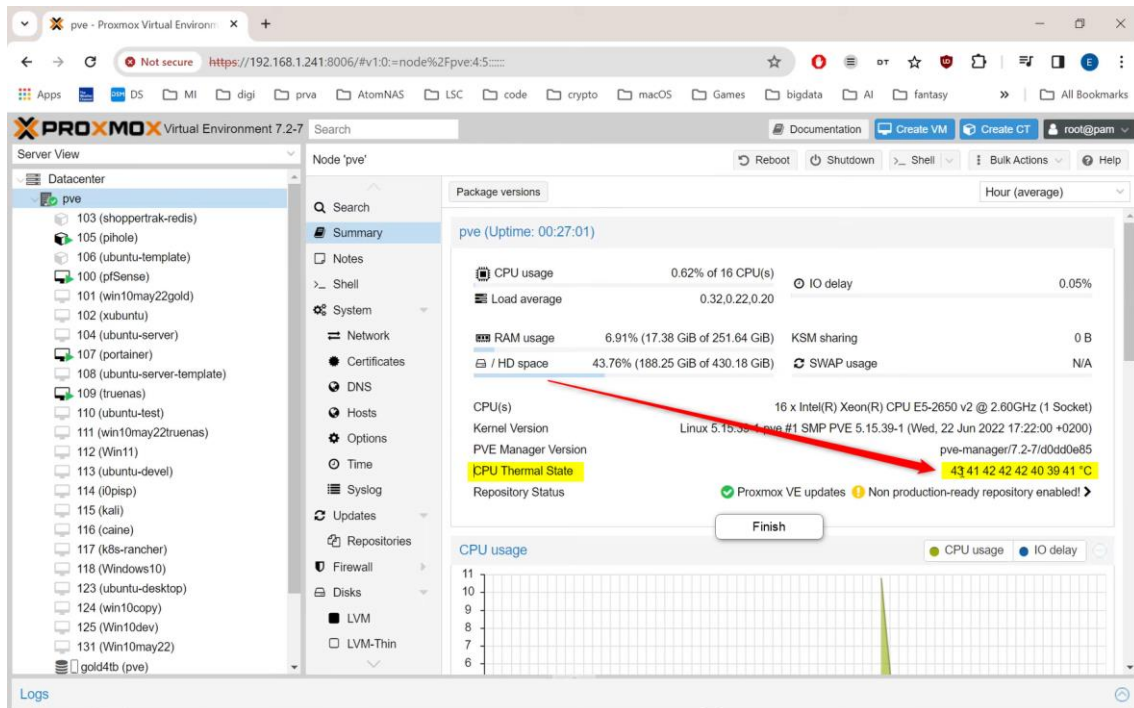 pve - Proxmox Virtual Environm
Not secure https://192.168.1.241:8006/#v1:0:=node%2Fpve:4:5::::::
Apps DS MI digi prva AtomNAS LSC code crypto macOS Games bigdata AI fantasy » All Bookmarks
PROXMOX Virtual Environment 7.2-7 Search Documentation Create VM Create CT root@pam
Server View
Node 'pve' Reboot Shutdown Shell Bulk Actions Help
Datacenter
pve
103 (shoppertrak-redis)
105 (pihole)
106 (ubuntu-template)
100 (pfSense)
101 (win10may22gold)
102 (xubuntu)
104 (ubuntu-server)
107 (portainer)
108 (ubuntu-server-template)
109 (truenas)
110 (ubuntu-test)
111 (win10may22truenas)
112 (Win11)
113 (ubuntu-devel)
114 (i0pisp)
115 (kali)
116 (caine)
117 (k8s-rancher)
118 (Windows10)
123 (ubuntu-desktop)
124 (win10copy)
125 (Win10dev)
131 (Win10may22)
gold4tb (pve)
Search
Summary
Notes
Shell
System
Network
Certificates
DNS
Hosts
Options
Time
Syslog
Updates
Repositories
Firewall
Disks
LVM
LVM-Thin
Package versions Hour (average)
pve (Uptime: 00:27:01)
CPU usage 0.62% of 16 CPU(s)
IO delay 0.05%
Load average 0.32,0.22,0.20
RAM usage 6.91% (17.38 GiB of 251.64 GiB)
KSM sharing 0 B
/ HD space 43.76% (188.25 GiB of 430.18 GiB)
SWAP usage N/A
CPU(s) 16 x Intel(R) Xeon(R) CPU E5-2650 v2 @ 2.60GHz (1 Socket)
Kernel Version Linux 5.15.39-1-pve #1 SMP PVE 5.15.39-1 (Wed, 22 Jun 2022 17:22:00 +0200)
PVE Manager Version pve-manager/7.2-7/d0dd0e85
CPU Thermal State 43 41 42 42 42 40 39 41 °C
Repository Status Proxmox VE updates Non production-ready repository enabled!
Finish
CPU usage CPU usage IO delay
11
10
9
8
7
6
Logs